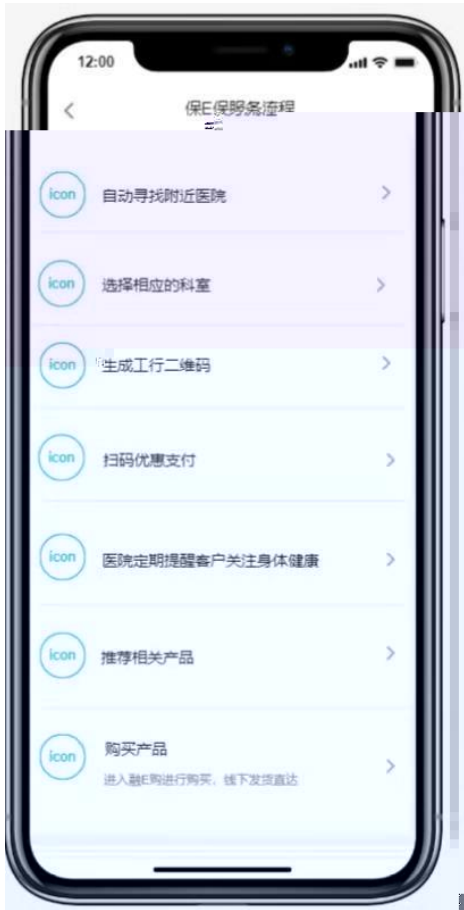 12:00
保E保服务流程
icon 自动寻找附近医院
icon 选择相应的科室
icon 生成工行二维码
icon 扫码优惠支付
icon 医院定期提醒客户关注身体健康
icon 推荐相关产品
icon 购买产品
进入融E购进行购买，线下发货直达